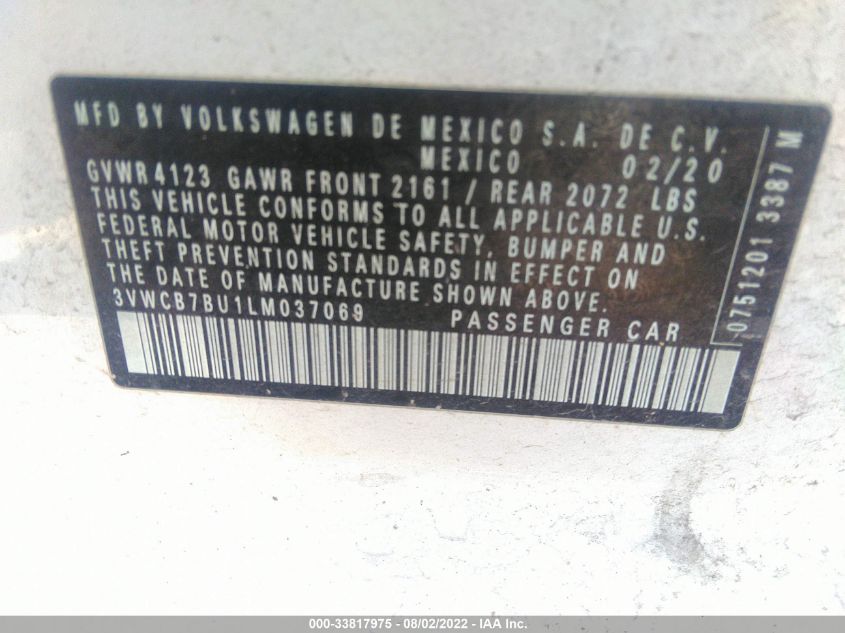 MFD BY VOLKSWAGEN DE MEXICO S.A. DE C.V.
MEXICO 02/20
GVWR 4123 GAWR FRONT 2161 / REAR 2072 LBS
THIS VEHICLE CONFORMS TO ALL APPLICABLE U.S.
FEDERAL MOTOR VEHICLE SAFETY, BUMPER AND
THEFT PREVENTION STANDARDS IN EFFECT ON
THE DATE OF MANUFACTURE SHOWN ABOVE.
3VWCB7BU1LM037069 PASSENGER CAR
0751201 3387 M
000-33817975 - 08/02/2022 - IAA Inc.